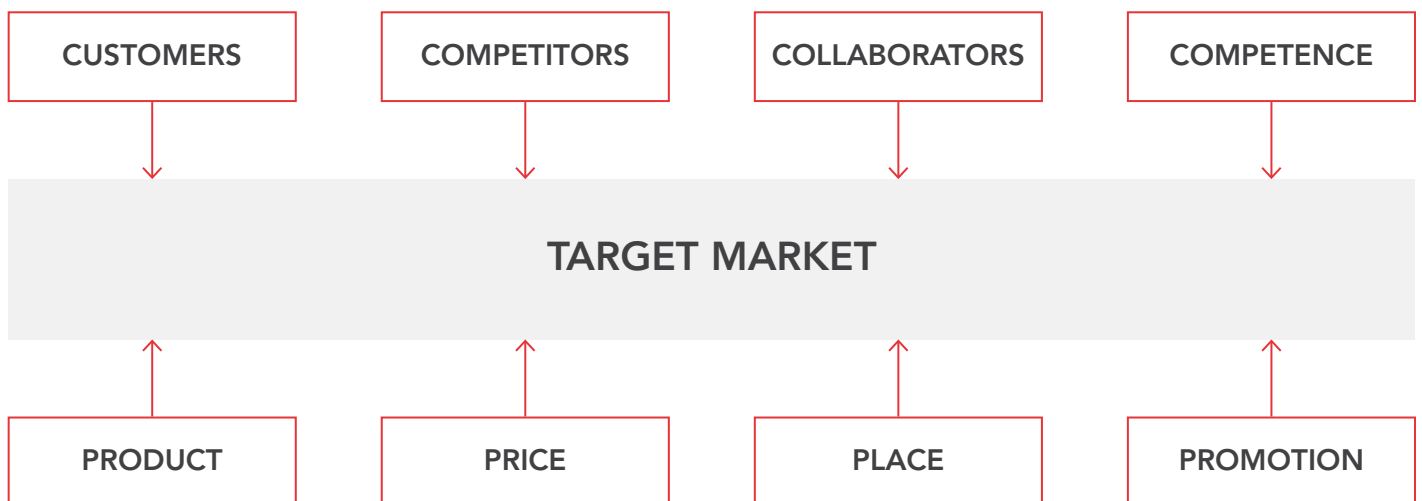 CUSTOMERS
COMPETITORS
COLLABORATORS
COMPETENCE
TARGET MARKET
PRODUCT
PRICE
PLACE
PROMOTION